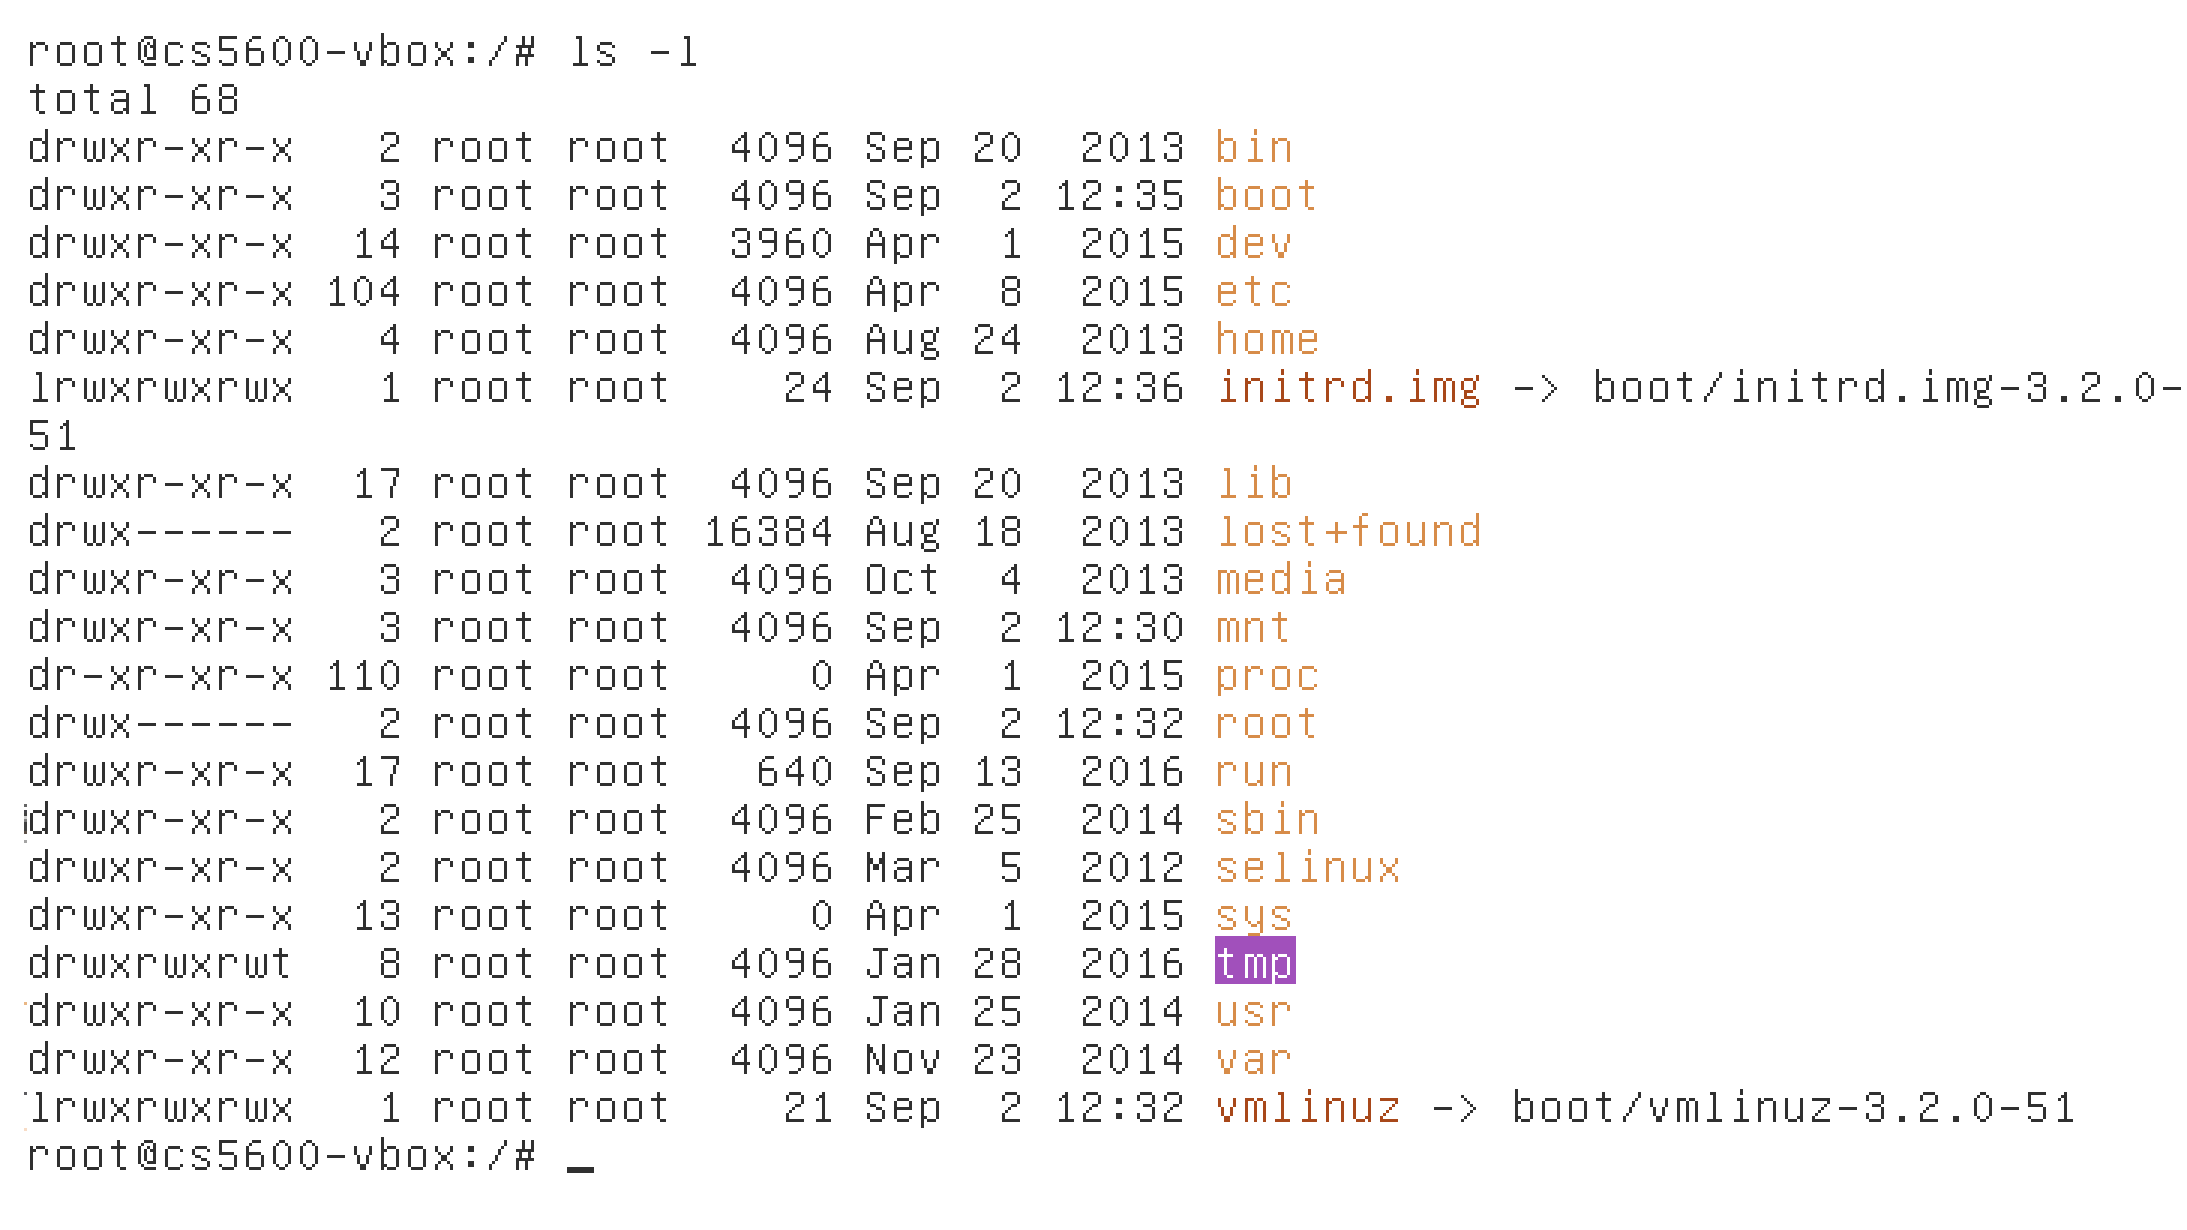 root@cs5600-vbox:/# ls -l
total 68
drwxr-xr-x   2 root root  4096 Sep 20  2013 bin
drwxr-xr-x   3 root root  4096 Sep  2 12:35 boot
drwxr-xr-x  14 root root  3960 Apr  1  2015 dev
drwxr-xr-x 104 root root  4096 Apr  8  2015 etc
drwxr-xr-x   4 root root  4096 Aug 24  2013 home
lrwxrwxrwx   1 root root    24 Sep  2 12:36 initrd.img -> boot/initrd.img-3.2.0-
51
drwxr-xr-x  17 root root  4096 Sep 20  2013 lib
drwx------   2 root root 16384 Aug 18  2013 lost+found
drwxr-xr-x   3 root root  4096 Oct  4  2013 media
drwxr-xr-x   3 root root  4096 Sep  2 12:30 mnt
dr-xr-xr-x 110 root root     0 Apr  1  2015 proc
drwx------   2 root root  4096 Sep  2 12:32 root
drwxr-xr-x  17 root root   640 Sep 13  2016 run
drwxr-xr-x   2 root root  4096 Feb 25  2014 sbin
drwxr-xr-x   2 root root  4096 Mar  5  2012 selinux
drwxr-xr-x  13 root root     0 Apr  1  2015 sys
drwxrwxrwt   8 root root  4096 Jan 28  2016 tmp
drwxr-xr-x  10 root root  4096 Jan 25  2014 usr
drwxr-xr-x  12 root root  4096 Nov 23  2014 var
lrwxrwxrwx   1 root root    21 Sep  2 12:32 vmlinuz -> boot/vmlinuz-3.2.0-51
root@cs5600-vbox:/# _